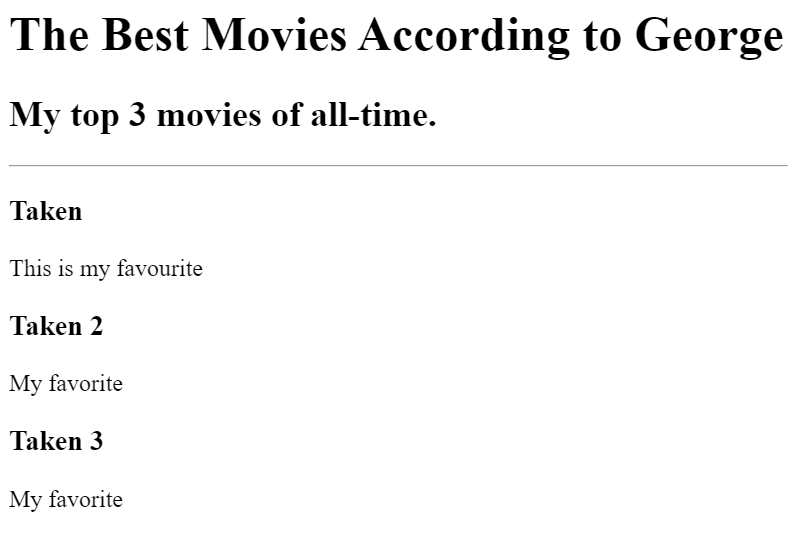 The Best Movies According to George
My top 3 movies of all-time.
Taken
This is my favourite
Taken 2
My favorite
Taken 3
My favorite